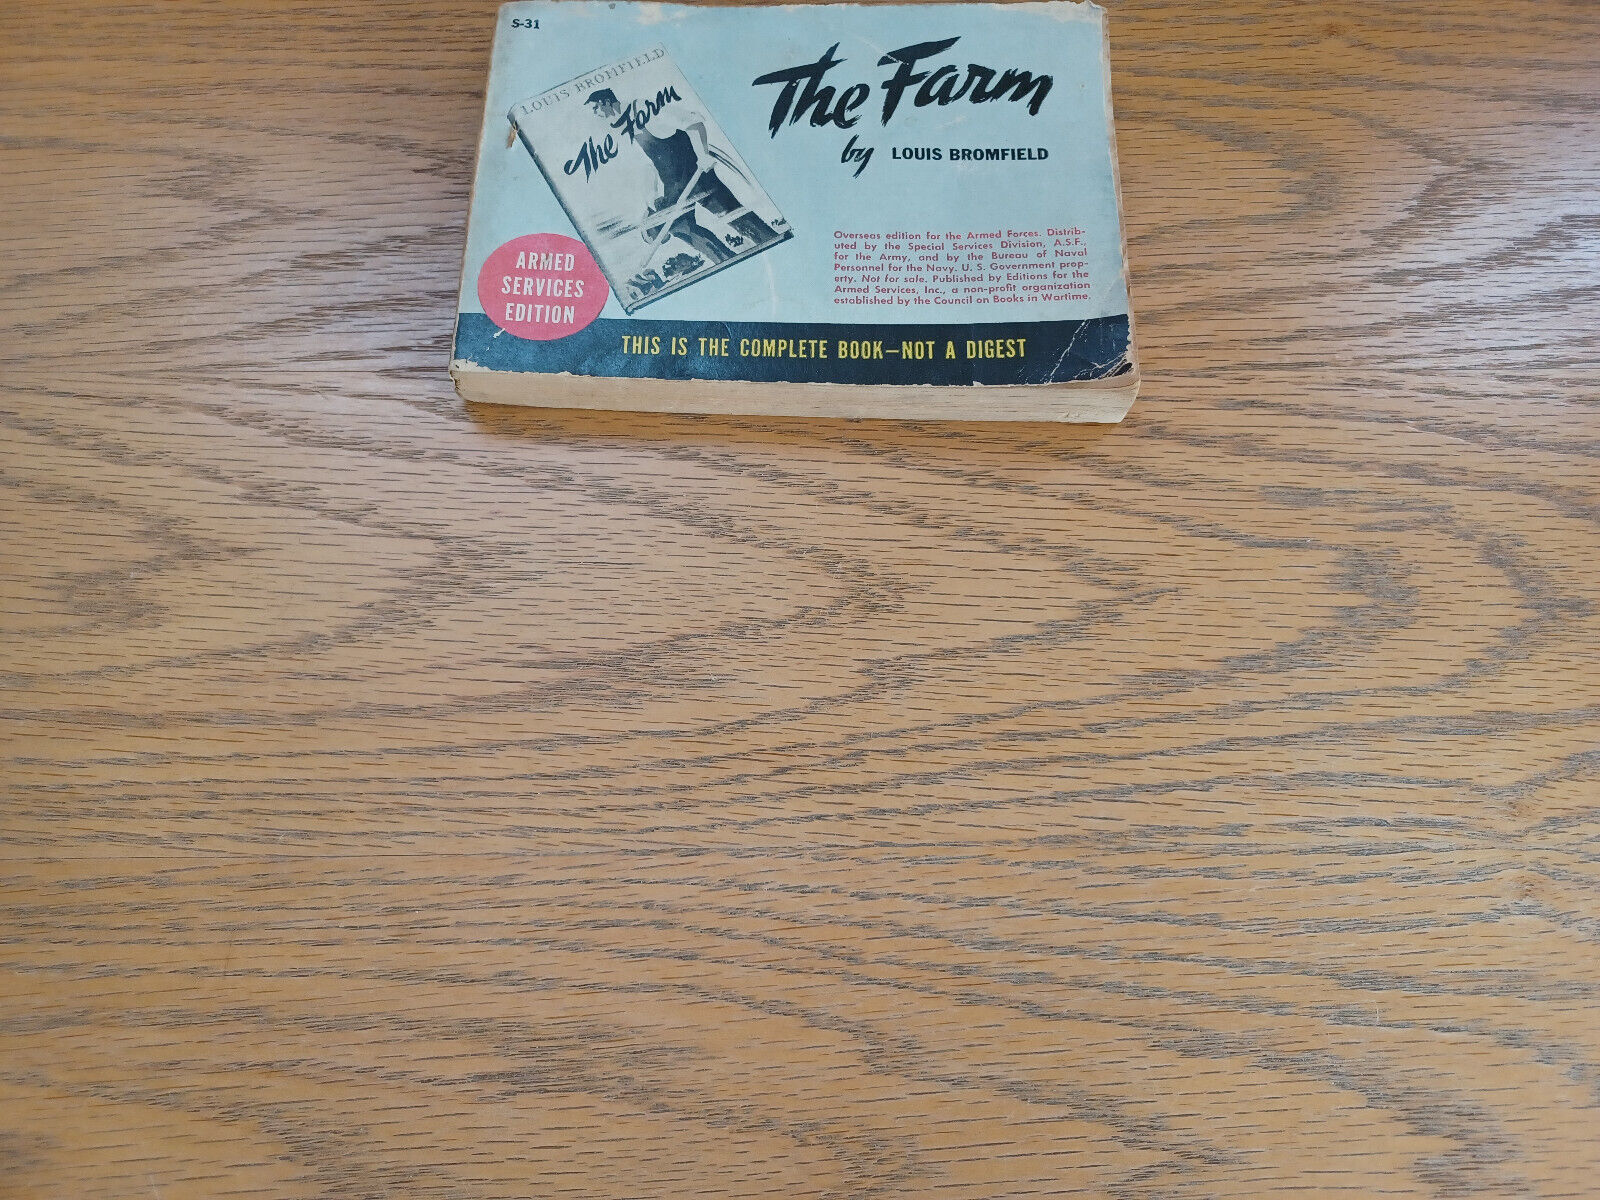 S-31
LOUIS BROMFIELD
The Farm
The Farm
by LOUIS BROMFIELD
Overseas edition for the Armed Forces. Distrib-
uted by the Special Services Division, A.S.F.,
for the Army, and by the Bureau of Naval
Personnel for the Navy. U. S. Government prop-
erty. Not for sale. Published by Editions for the
Armed Services, Inc., a non-profit organization
established by the Council on Books in Wartime.
ARMED
SERVICES
EDITION
THIS IS THE COMPLETE BOOK—NOT A DIGEST